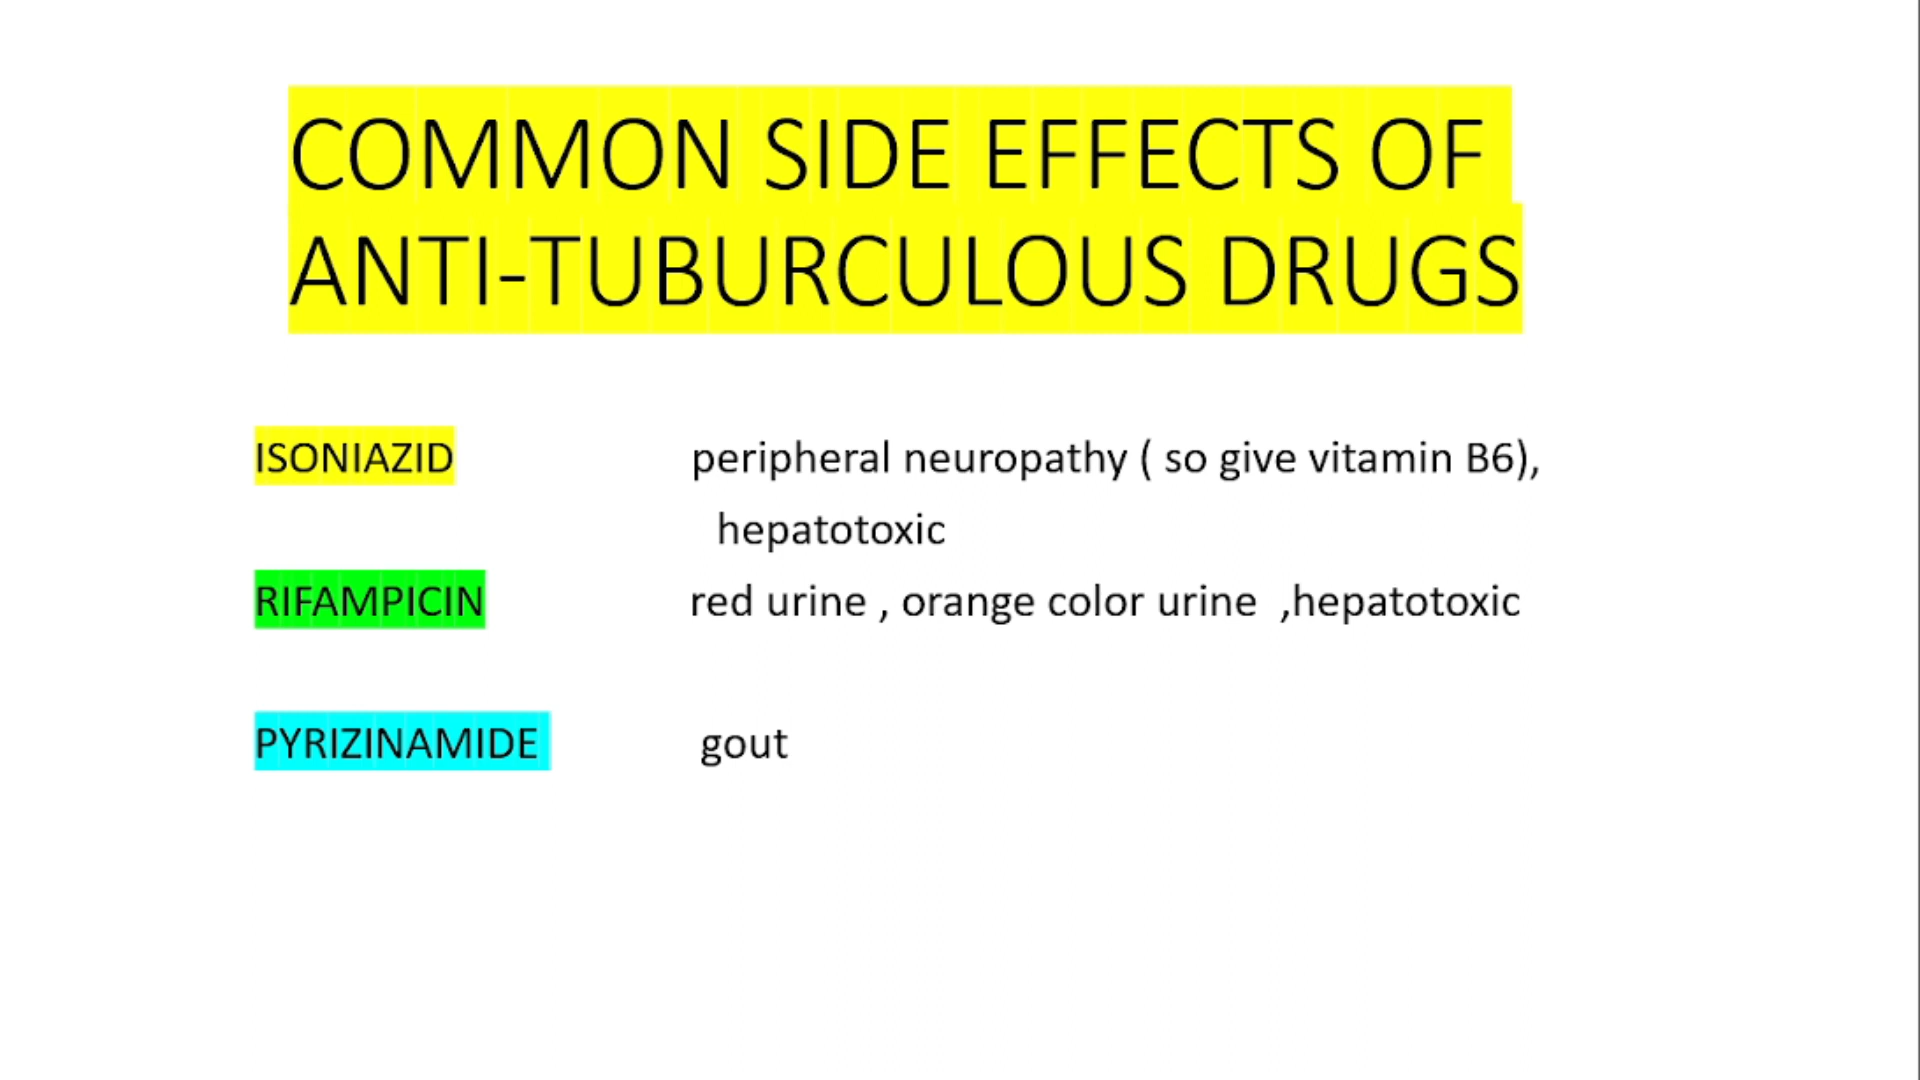 COMMON SIDE EFFECTS OF
ANTI-TUBURCULOUS DRUGS
ISONIAZID peripheral neuropathy ( so give vitamin B6),
hepatotoxic
RIFAMPICIN red urine , orange color urine ,hepatotoxic
PYRIZINAMIDE gout